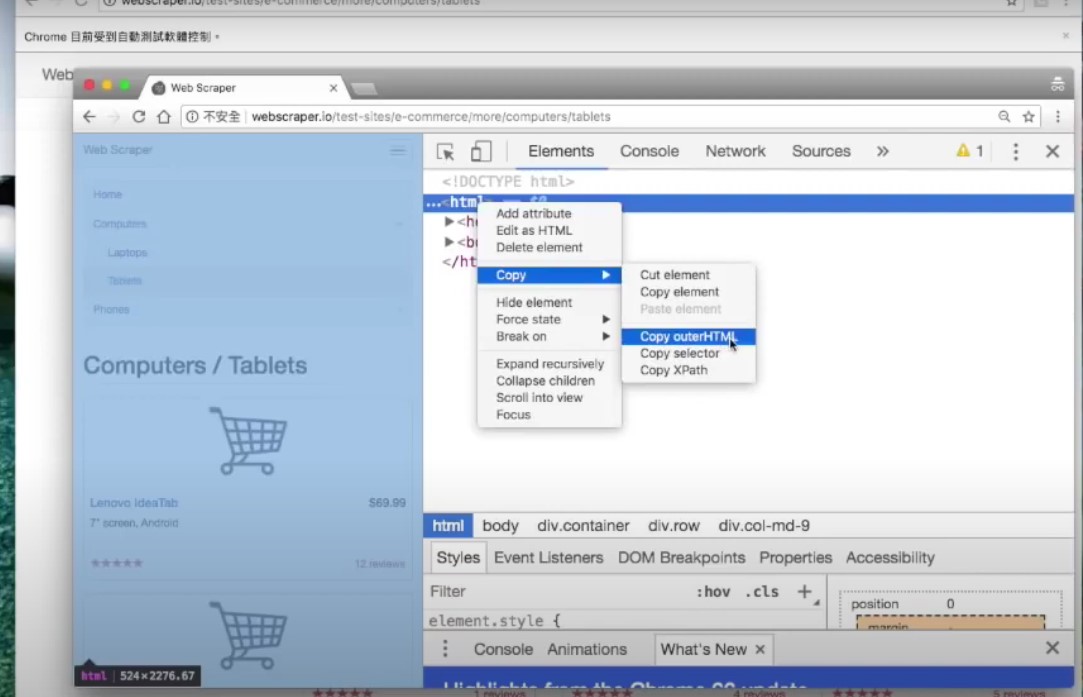 webscraper.io/test-sites/e-commerce/more/computers/tablets
Chrome 目前受到自動測試軟體控制。
Web
Web Scraper
不安全 webscraper.io/test-sites/e-commerce/more/computers/tablets
Web Scraper
Home
Computers
Laptops
Tablets
Phones
Computers / Tablets
Lenovo IdeaTab $69.99
7" screen, Android
12 reviews
html 524×2276.67
Elements Console Network Sources » 1
<!DOCTYPE html>
…<html> == $0
▶<h
▶<b
</ht
Add attribute
Edit as HTML
Delete element
Copy
Hide element
Force state
Break on
Expand recursively
Collapse children
Scroll into view
Focus
Cut element
Copy element
Paste element
Copy outerHTML
Copy selector
Copy XPath
html body div.container div.row div.col-md-9
Styles Event Listeners DOM Breakpoints Properties Accessibility
Filter :hov .cls +
element.style {
position 0
margin
Console Animations What's New ×
Highlights from the Chrome 60 update
1 reviews 4 reviews 5 reviews